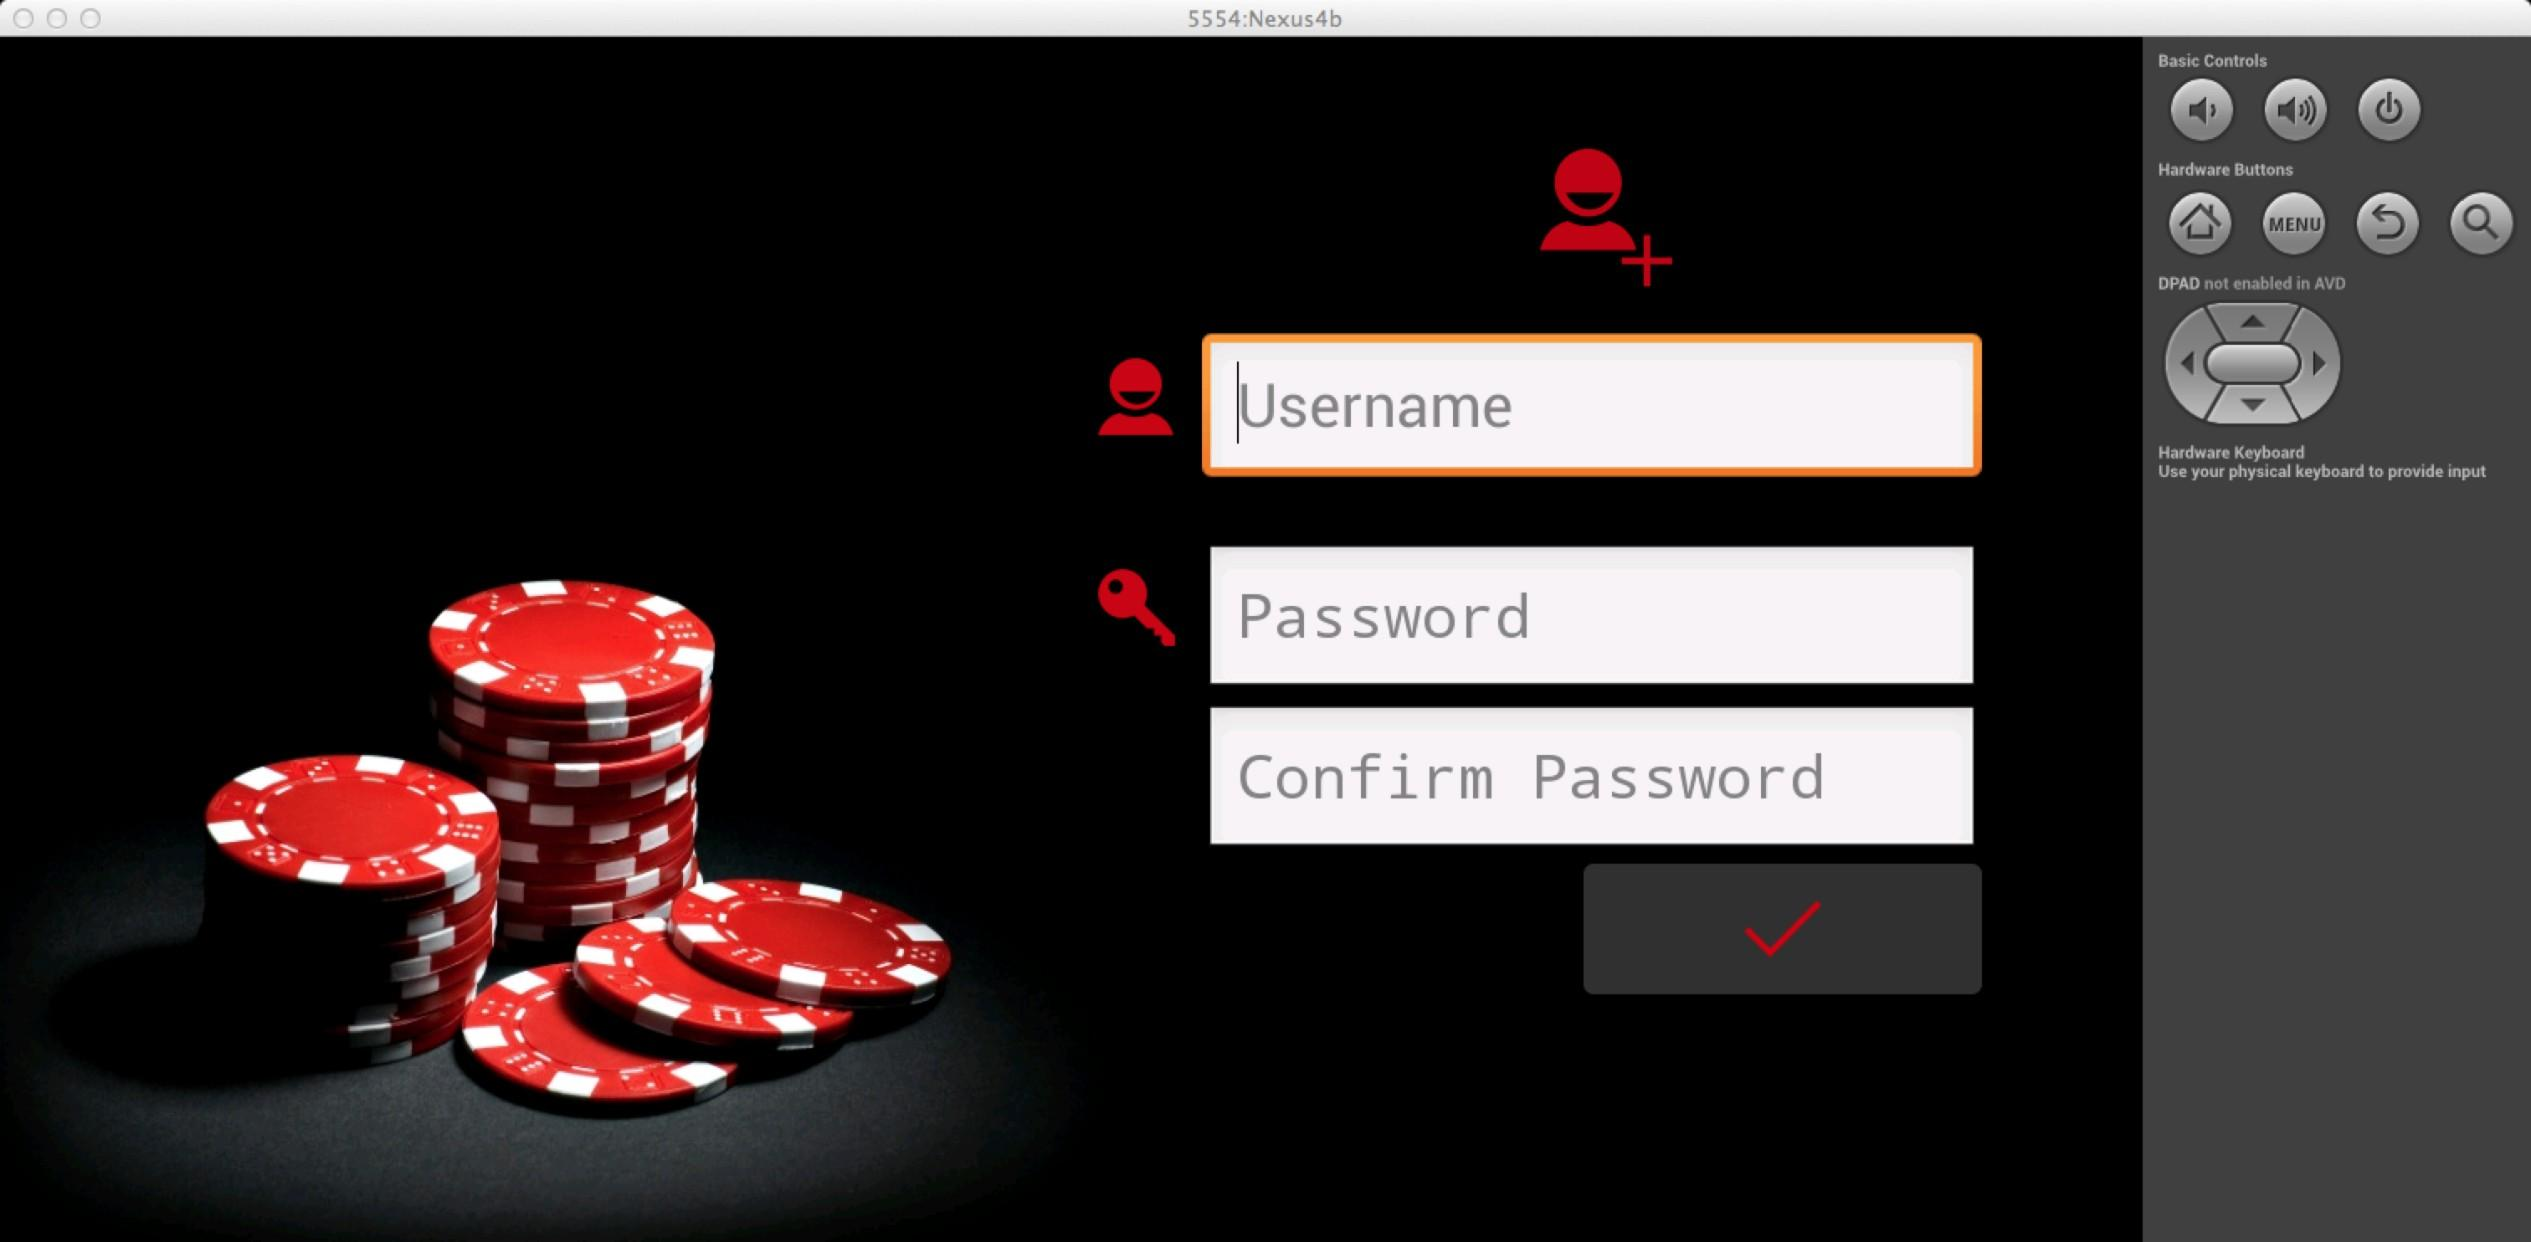 5554:Nexus4b
Username
Password
Confirm Password
Basic Controls
Hardware Buttons
MENU
DPAD not enabled in AVD
Hardware Keyboard
Use your physical keyboard to provide input